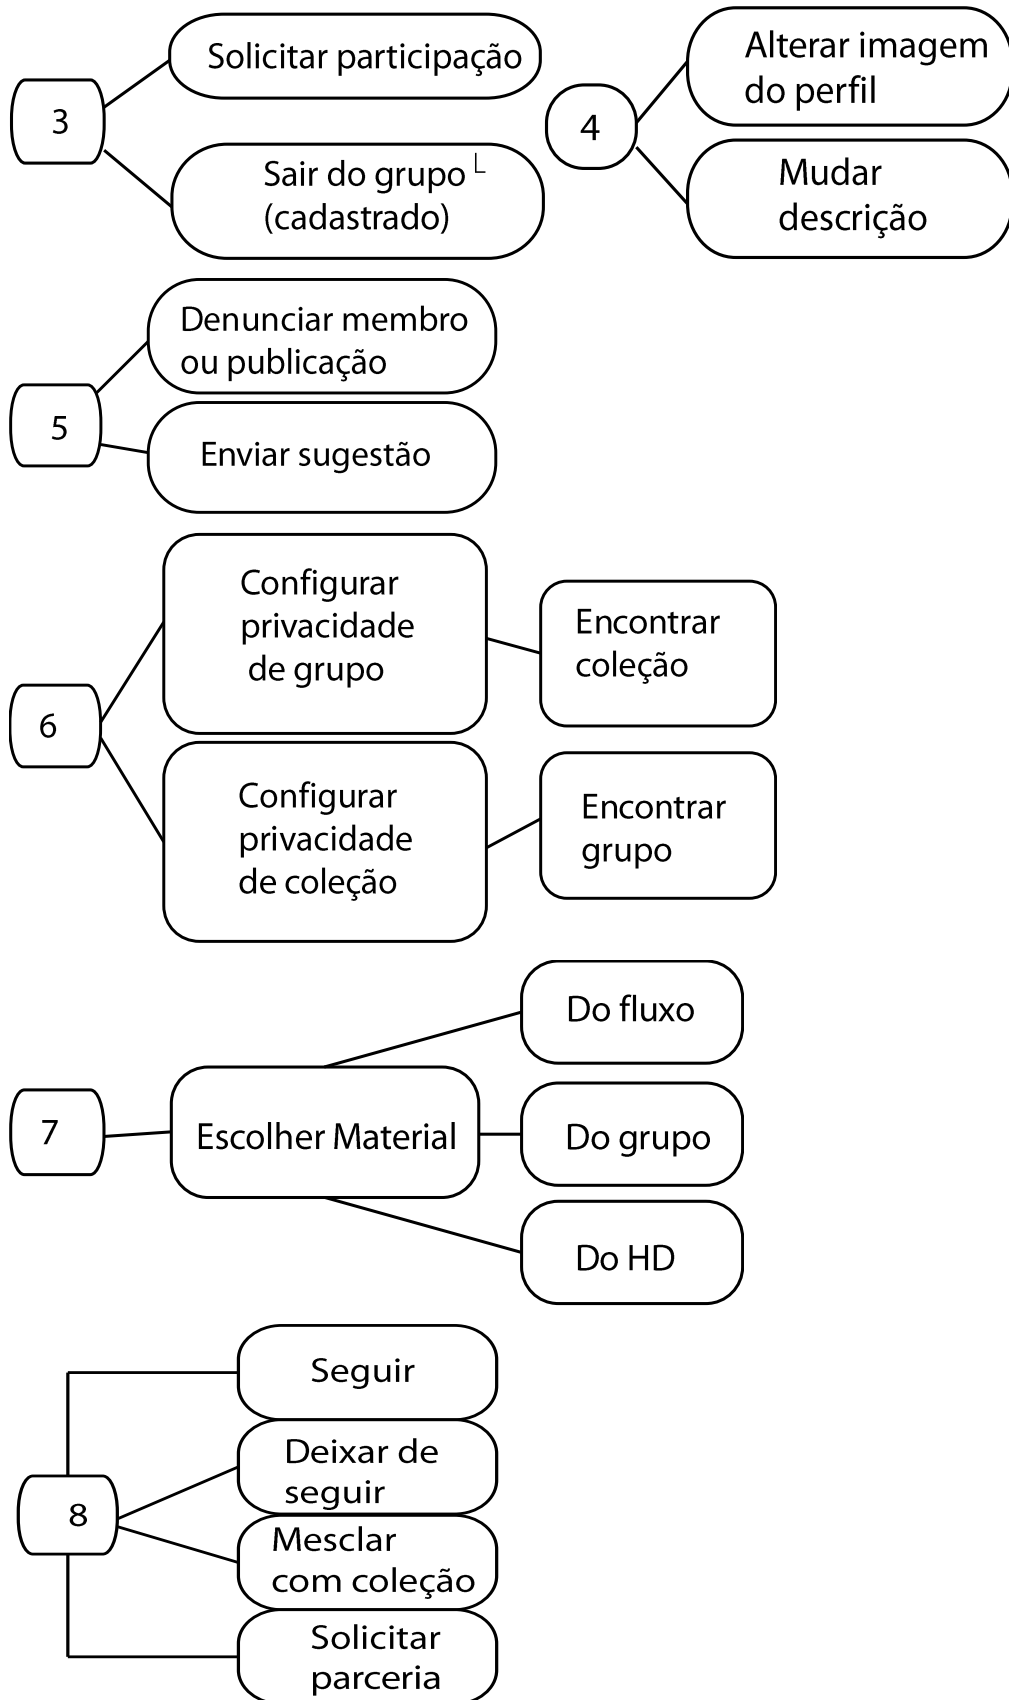 3
Solicitar participação
Sair do grupo
(cadastrado)
4
Alterar imagem
do perfil
Mudar
descrição
5
Denunciar membro
ou publicação
Enviar sugestão
6
Configurar
privacidade
de grupo
Encontrar
coleção
Configurar
privacidade
de coleção
Encontrar
grupo
7
Escolher Material
Do fluxo
Do grupo
Do HD
8
Seguir
Deixar de
seguir
Mesclar
com coleção
Solicitar
parceria